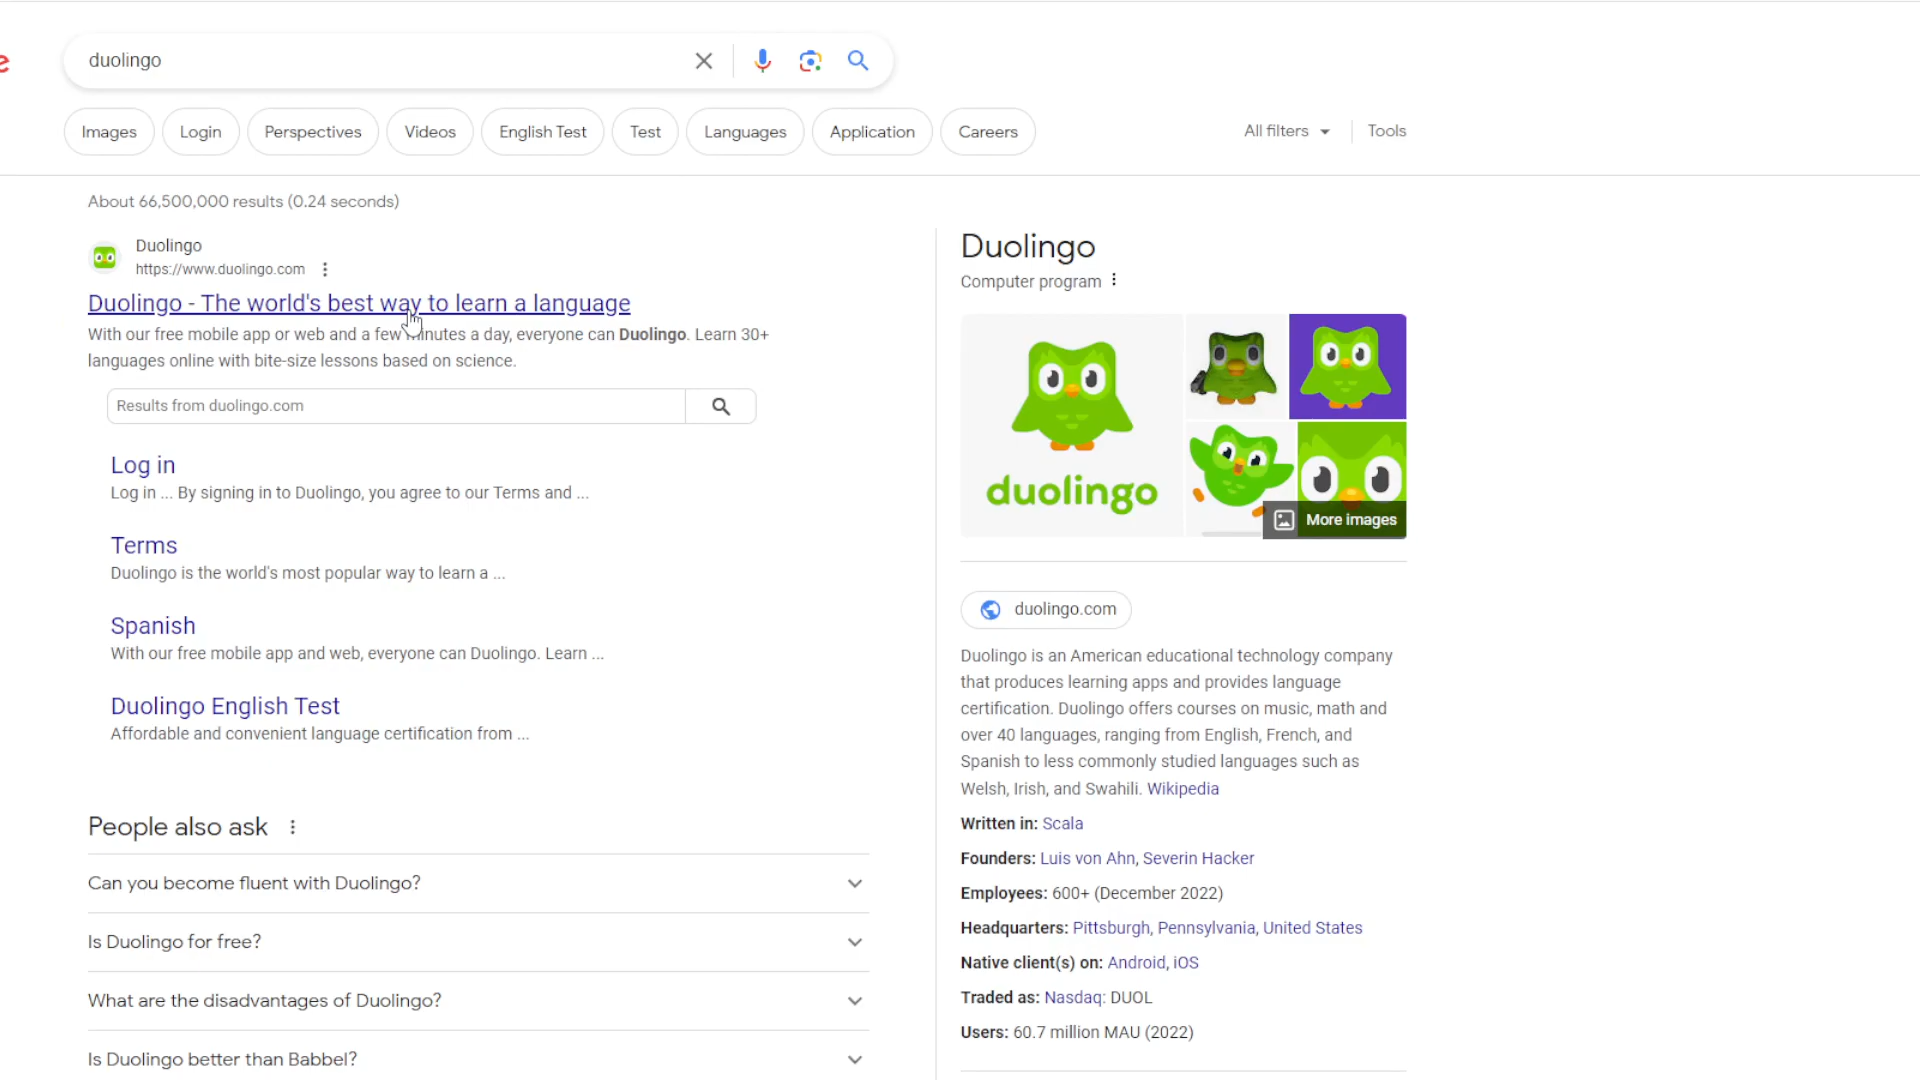 e
duolingo
Images
Login
Perspectives
Videos
English Test
Test
Languages
Application
Careers
All filters
Tools
About 66,500,000 results (0.24 seconds)
Duolingo
https://www.duolingo.com
Duolingo - The world's best way to learn a language
With our free mobile app or web and a few minutes a day, everyone can Duolingo. Learn 30+
languages online with bite-size lessons based on science.
Results from duolingo.com
Log in
Log in ... By signing in to Duolingo, you agree to our Terms and ...
Terms
Duolingo is the world's most popular way to learn a ...
Spanish
With our free mobile app and web, everyone can Duolingo. Learn ...
Duolingo English Test
Affordable and convenient language certification from ...
People also ask
Can you become fluent with Duolingo?
Is Duolingo for free?
What are the disadvantages of Duolingo?
Is Duolingo better than Babbel?
Duolingo
Computer program
duolingo
More images
duolingo.com
Duolingo is an American educational technology company
that produces learning apps and provides language
certification. Duolingo offers courses on music, math and
over 40 languages, ranging from English, French, and
Spanish to less commonly studied languages such as
Welsh, Irish, and Swahili. Wikipedia
Written in: Scala
Founders: Luis von Ahn, Severin Hacker
Employees: 600+ (December 2022)
Headquarters: Pittsburgh, Pennsylvania, United States
Native client(s) on: Android, iOS
Traded as: Nasdaq: DUOL
Users: 60.7 million MAU (2022)